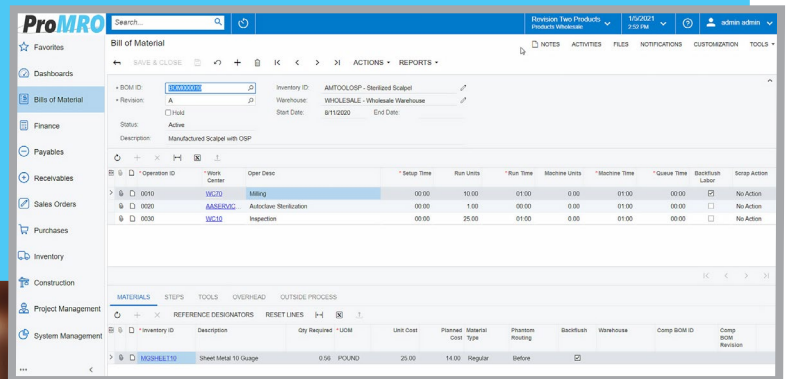 ProMRO
Search...
Revision Two Products
Products Wholesale
1/5/2021
2:52 PM
admin admin
Favorites
Dashboards
Bills of Material
Finance
Payables
Receivables
Sales Orders
Purchases
Inventory
Construction
Project Management
System Management
Bill of Material
NOTES ACTIVITIES FILES NOTIFICATIONS CUSTOMIZATION TOOLS
SAVE & CLOSE ACTIONS REPORTS
* BOM ID: Inventory ID: AMTOOLOSP - Sterilized Scalpel
* Revision: A Warehouse: WHOLESALE - Wholesale Warehouse
Hold Start Date: 8/11/2020 End Date:
Status: Active
Description: Manufactured Scalpel with OSP
* Operation ID * Work Center Oper Desc * Setup Time Run Units * Run Time Machine Units * Machine Time * Queue Time Backflush Labor Scrap Action
0010 WC70 Milling 00:00 10.00 01:00 0.00 01:00 00:00 No Action
0020 AASERVIC... Autoclave Sterilization 00:00 1.00 00:00 0.00 01:00 00:00 No Action
0030 WC10 Inspection 00:00 25.00 01:00 0.00 01:00 00:00 No Action
MATERIALS STEPS TOOLS OVERHEAD OUTSIDE PROCESS
REFERENCE DESIGNATORS RESET LINES
* Inventory ID Description Qty Required * UOM Unit Cost Planned Cost Material Type Phantom Routing Backflush Warehouse Comp BOM ID Comp BOM Revision
MGSHEET10 Sheet Metal 10 Guage 0.56 POUND 25.00 14.00 Regular Before